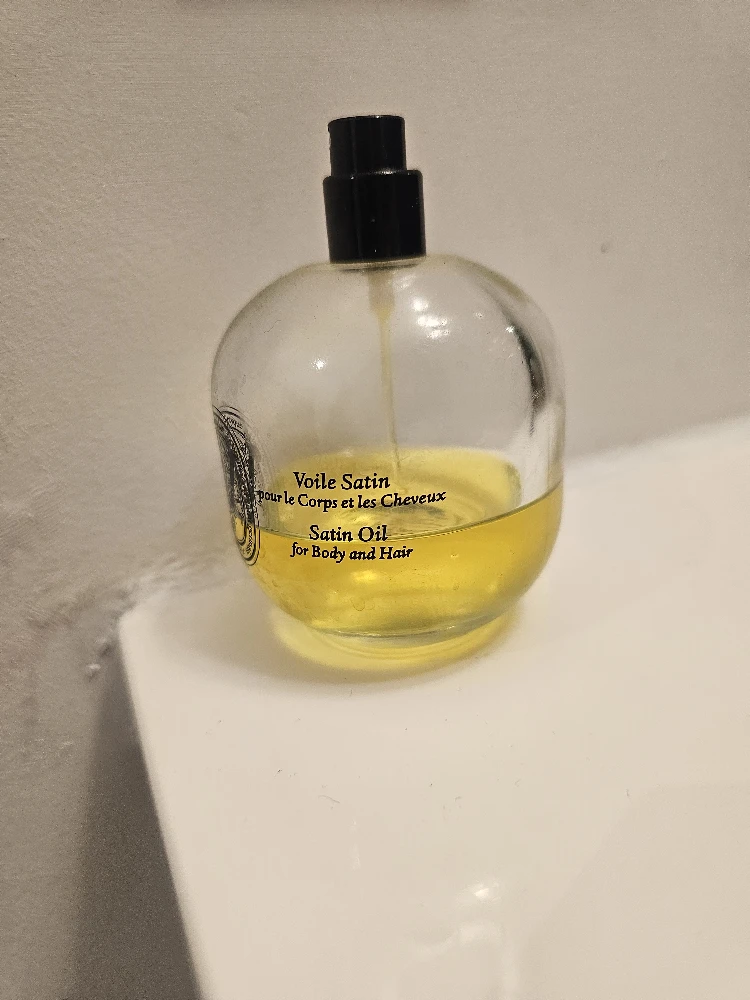 Voile Satin
pour le Corps et les Cheveux
Satin Oil
for Body and Hair